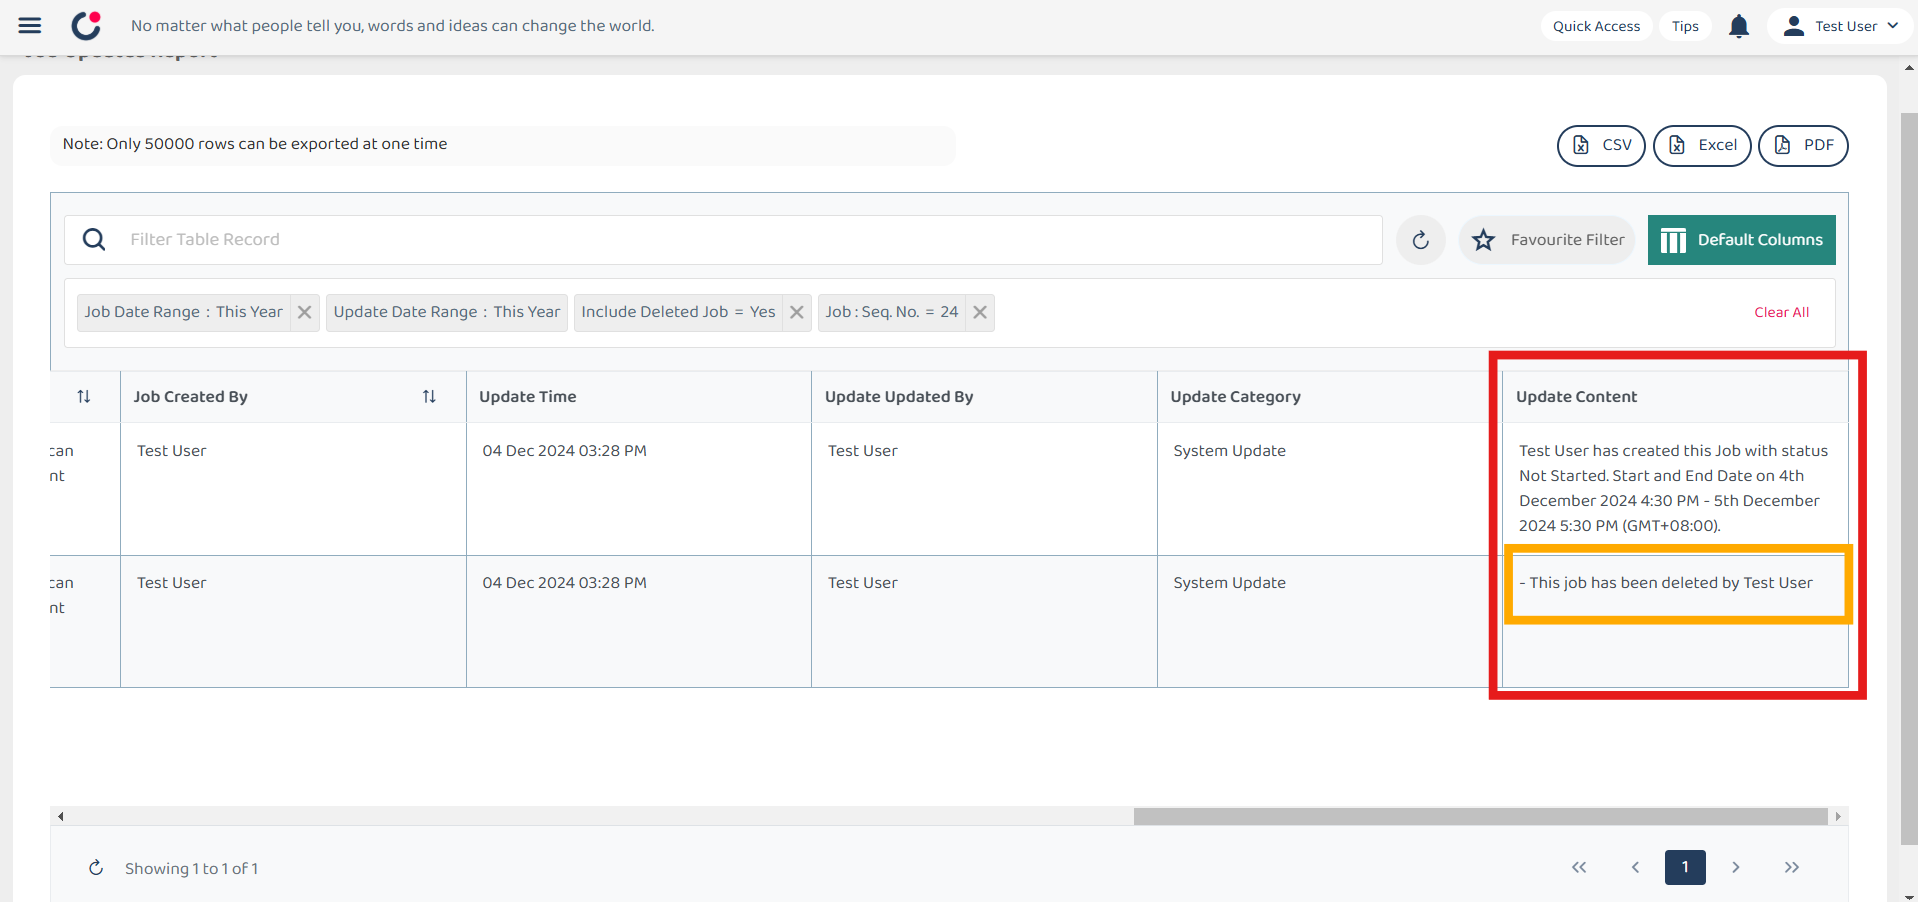 No matter what people tell you, words and ideas can change the world.
Quick Access
Tips
Test User
Job Updates Report
Note: Only 50000 rows can be exported at one time
CSV
Excel
PDF
Filter Table Record
Favourite Filter
Default Columns
Job Date Range : This Year
Update Date Range : This Year
Include Deleted Job = Yes
Job : Seq. No. = 24
Clear All
Job Created By
Update Time
Update Updated By
Update Category
Update Content
Test User
04 Dec 2024 03:28 PM
Test User
System Update
Test User has created this Job with status
Not Started. Start and End Date on 4th
December 2024 4:30 PM - 5th December
2024 5:30 PM (GMT+08:00).
Test User
04 Dec 2024 03:28 PM
Test User
System Update
- This job has been deleted by Test User
Showing 1 to 1 of 1
1